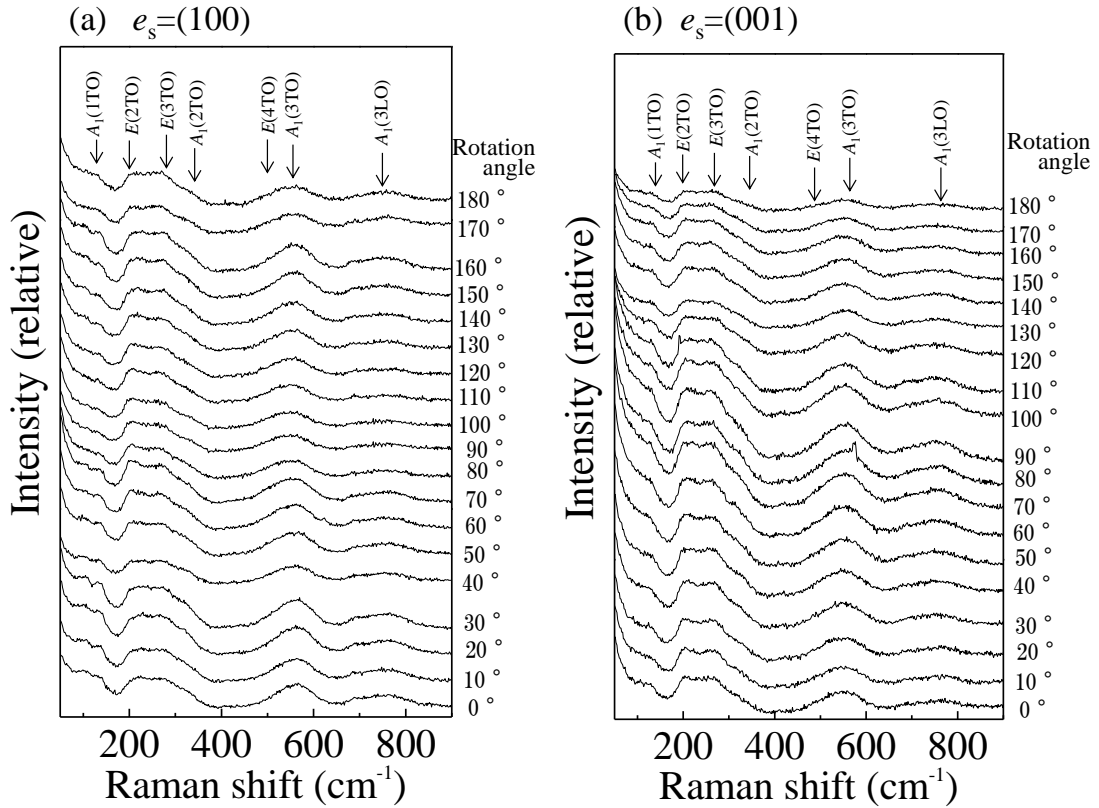 (a) e_s=(100)
A₁(1TO)
E(2TO)
E(3TO)
A₁(2TO)
E(4TO)
A₁(3TO)
A₁(3LO)
Rotation
angle
180 °
170 °
160 °
150 °
140 °
130 °
120 °
110 °
100 °
90 °
80 °
70 °
60 °
50 °
40 °
30 °
20 °
10 °
0 °
Intensity (relative)
200 400 600 800
Raman shift (cm⁻¹)
(b) e_s=(001)
A₁(1TO)
E(2TO)
E(3TO)
A₁(2TO)
E(4TO)
A₁(3TO)
A₁(3LO)
Rotation
angle
180 °
170 °
160 °
150 °
140 °
130 °
120 °
110 °
100 °
90 °
80 °
70 °
60 °
50 °
40 °
30 °
20 °
10 °
0 °
Intensity (relative)
200 400 600 800
Raman shift (cm⁻¹)